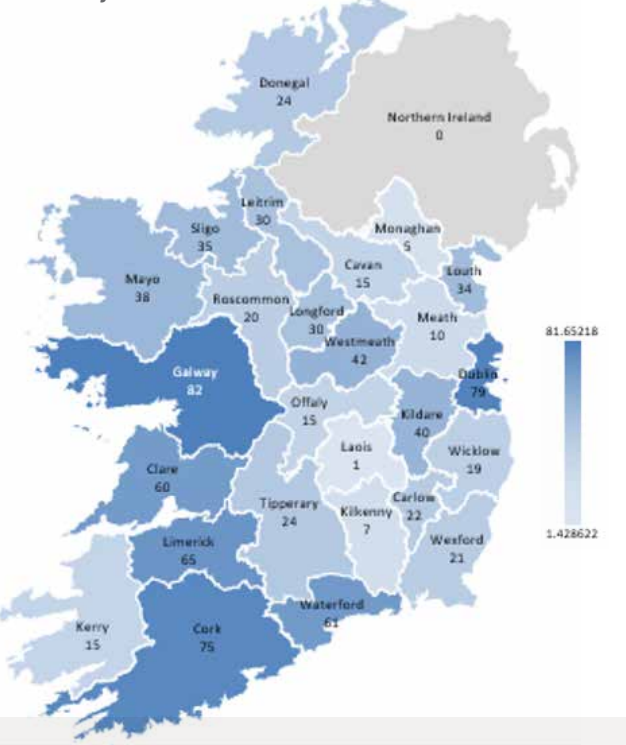 Donegal
24
Northern Ireland
0
Leitrim
30
Sligo
35
Monaghan
5
Cavan
15
Louth
34
Mayo
38
Roscommon
20
Longford
30
Meath
10
Westmeath
42
81.65218
Galway
82
Dublin
79
Offaly
15
Kildare
40
Laois
1
Wicklow
19
Clare
60
Tipperary
24
Kilkenny
7
Carlow
22
1.428622
Limerick
65
Wexford
21
Waterford
61
Kerry
15
Cork
75